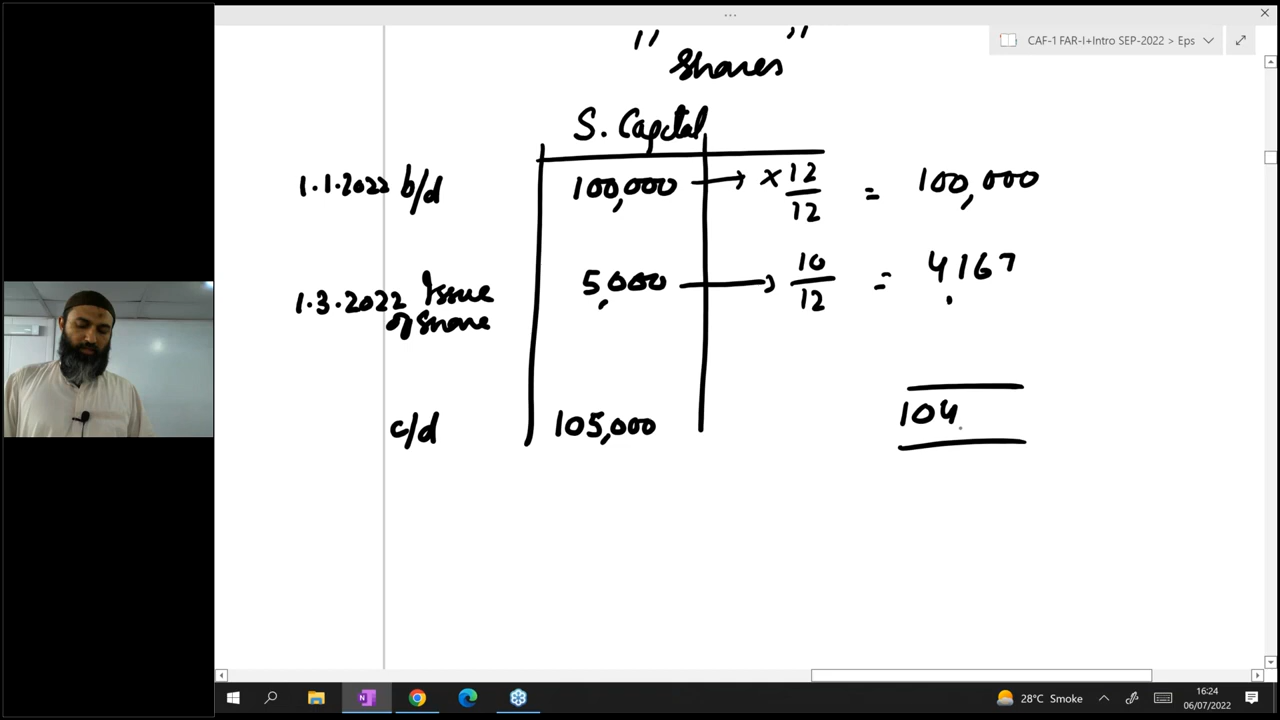 CAF-1 FAR-I+Intro SEP-2022 > Eps
" Shares "
S. Capital
1.1.2022 b/d 100,000 → × 12/12 = 100,000
1.3.2022 Issue of Share 5,000 → 10/12 = 4,167
c/d 105,000 104
28°C Smoke
16:24
06/07/2022